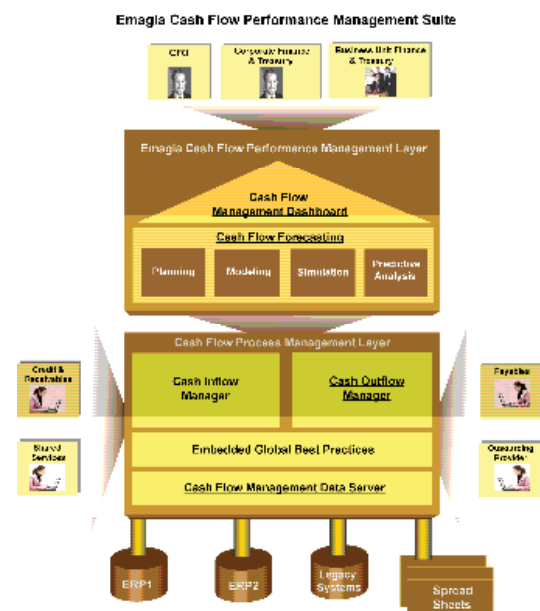 Emagia Cash Flow Performance Management Suite
CFO
Corporate Finance
& Treasury
Business Unit Finance
& Treasury
Emagia Cash Flow Performance Management Layer
Cash Flow
Management Dashboard
Cash Flow Forecasting
Planning
Modeling
Simulation
Predictive
Analysis
Cash Flow Process Management Layer
Credit &
Receivables
Cash Inflow
Manager
Cash Outflow
Manager
Payables
Shared
Services
Embedded Global Best Practices
Outsourcing
Provider
Cash Flow Management Data Server
ERP1
ERP2
Legacy
Systems
Spread
Sheets